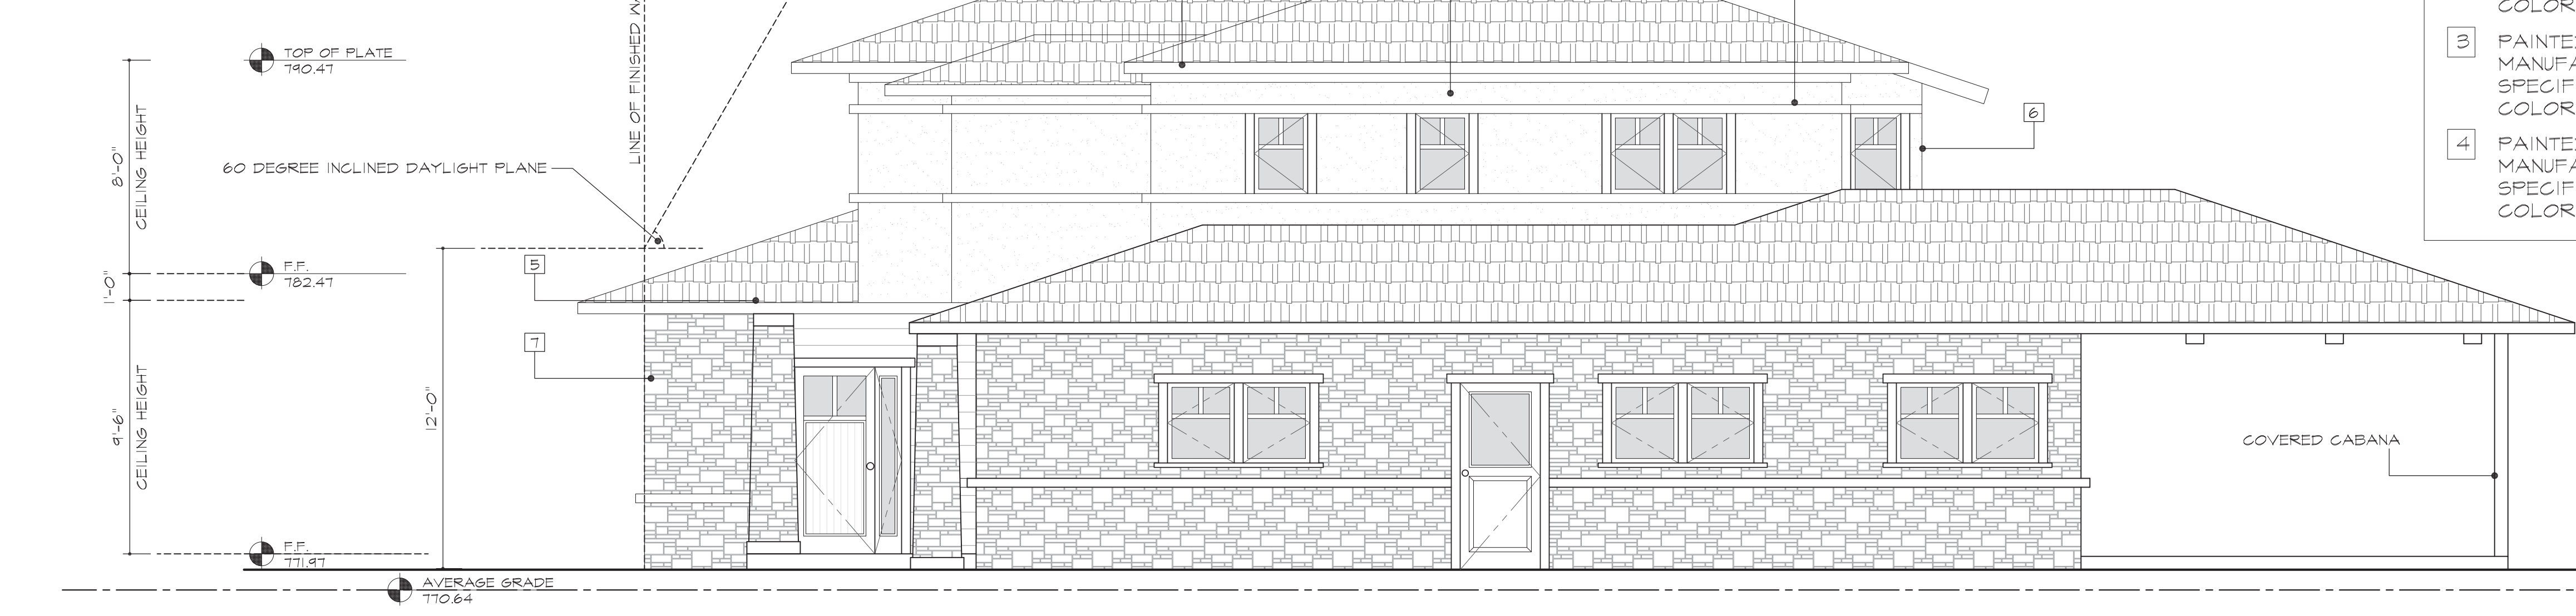 TOP OF PLATE
790.47
8'-0"
CEILING HEIGHT
LINE OF FINISHED
60 DEGREE INCLINED DAYLIGHT PLANE
1'-0"
F.F.
782.47
5
7
6
9'-6"
CEILING HEIGHT
12'-0"
F.F.
771.97
AVERAGE GRADE
770.64
COVERED CABANA
COLOR
3
MANUFA
SPECIF
COLOR
4
MANUFA
SPECIF
COLOR